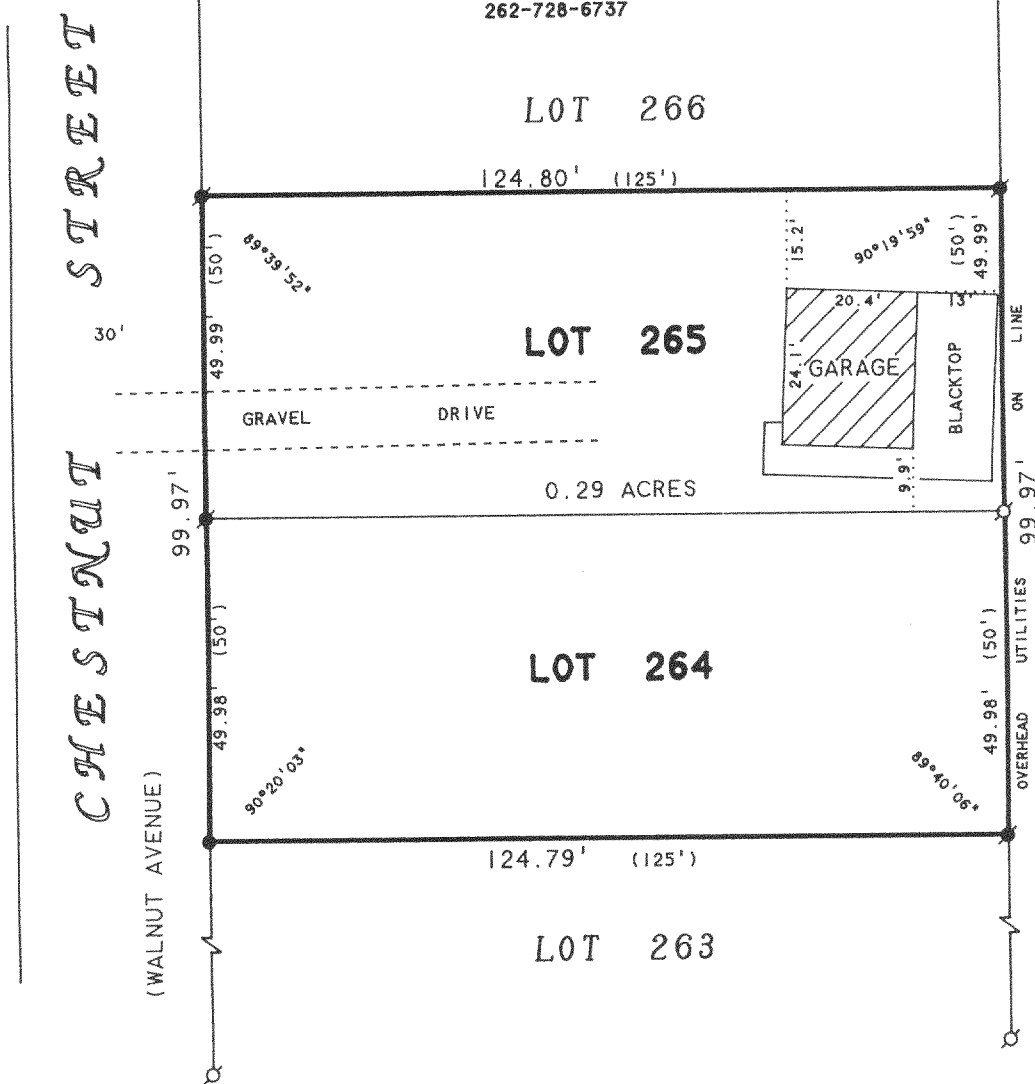 262-728-6737
LOT 266
124.80' (125')
CHESTNUT STREET
30'
(WALNUT AVENUE)
99.97'
49.99' (50')
89°39'52"
15.2'
90°19'59"
49.99' (50')
20.4'
13'
24.1'
GARAGE
BLACKTOP
LOT 265
GRAVEL DRIVE
9.9'
0.29 ACRES
99.97'
OVERHEAD UTILITIES ON LINE
49.98' (50')
LOT 264
49.98' (50')
90°20'03"
89°40'06"
124.79' (125')
LOT 263